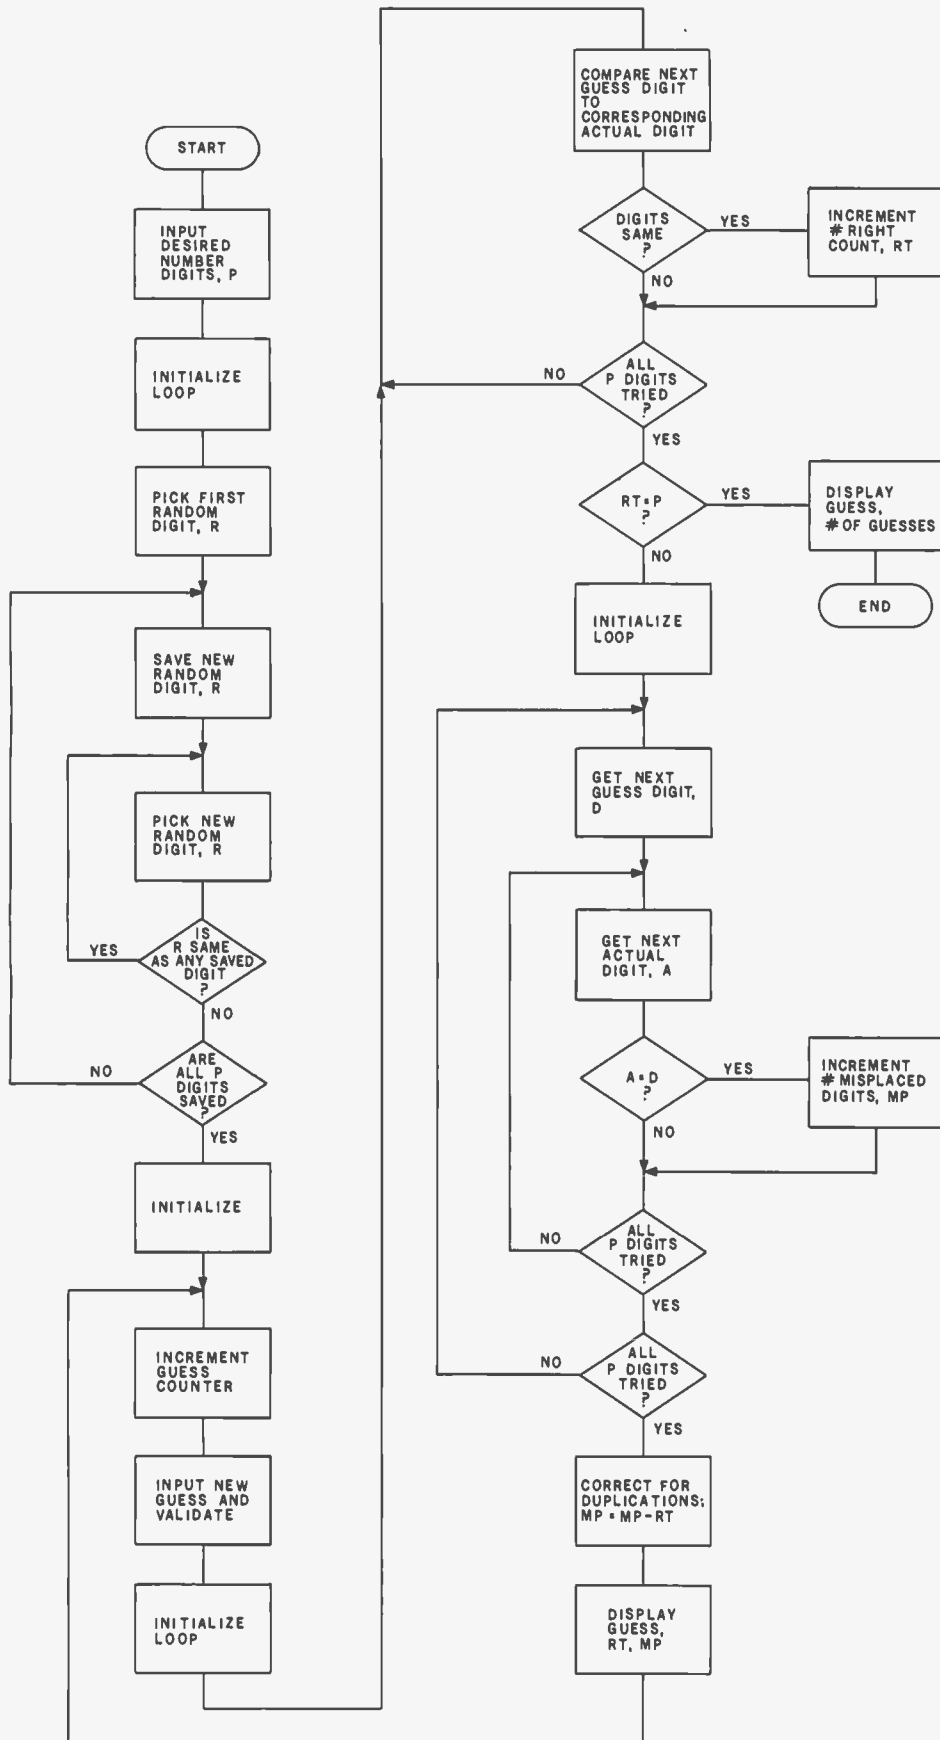 START
INPUT
DESIRED
NUMBER
DIGITS, P
INITIALIZE
LOOP
PICK FIRST
RANDOM
DIGIT, R
SAVE NEW
RANDOM
DIGIT, R
PICK NEW
RANDOM
DIGIT, R
IS
R SAME
AS ANY SAVED
DIGIT
?
YES
NO
ARE
ALL P
DIGITS
SAVED
?
NO
YES
INITIALIZE
INCREMENT
GUESS
COUNTER
INPUT NEW
GUESS AND
VALIDATE
INITIALIZE
LOOP
COMPARE NEXT
GUESS DIGIT
TO
CORRESPONDING
ACTUAL DIGIT
DIGITS
SAME
?
YES
INCREMENT
# RIGHT
COUNT, RT
NO
ALL
P DIGITS
TRIED
?
NO
YES
RT=P
?
YES
DISPLAY
GUESS,
# OF GUESSES
END
NO
INITIALIZE
LOOP
GET NEXT
GUESS DIGIT,
D
GET NEXT
ACTUAL
DIGIT, A
A=D
?
YES
INCREMENT
# MISPLACED
DIGITS, MP
NO
ALL
P DIGITS
TRIED
?
NO
YES
ALL
P DIGITS
TRIED
?
NO
YES
CORRECT FOR
DUPLICATIONS;
MP=MP-RT
DISPLAY
GUESS,
RT, MP